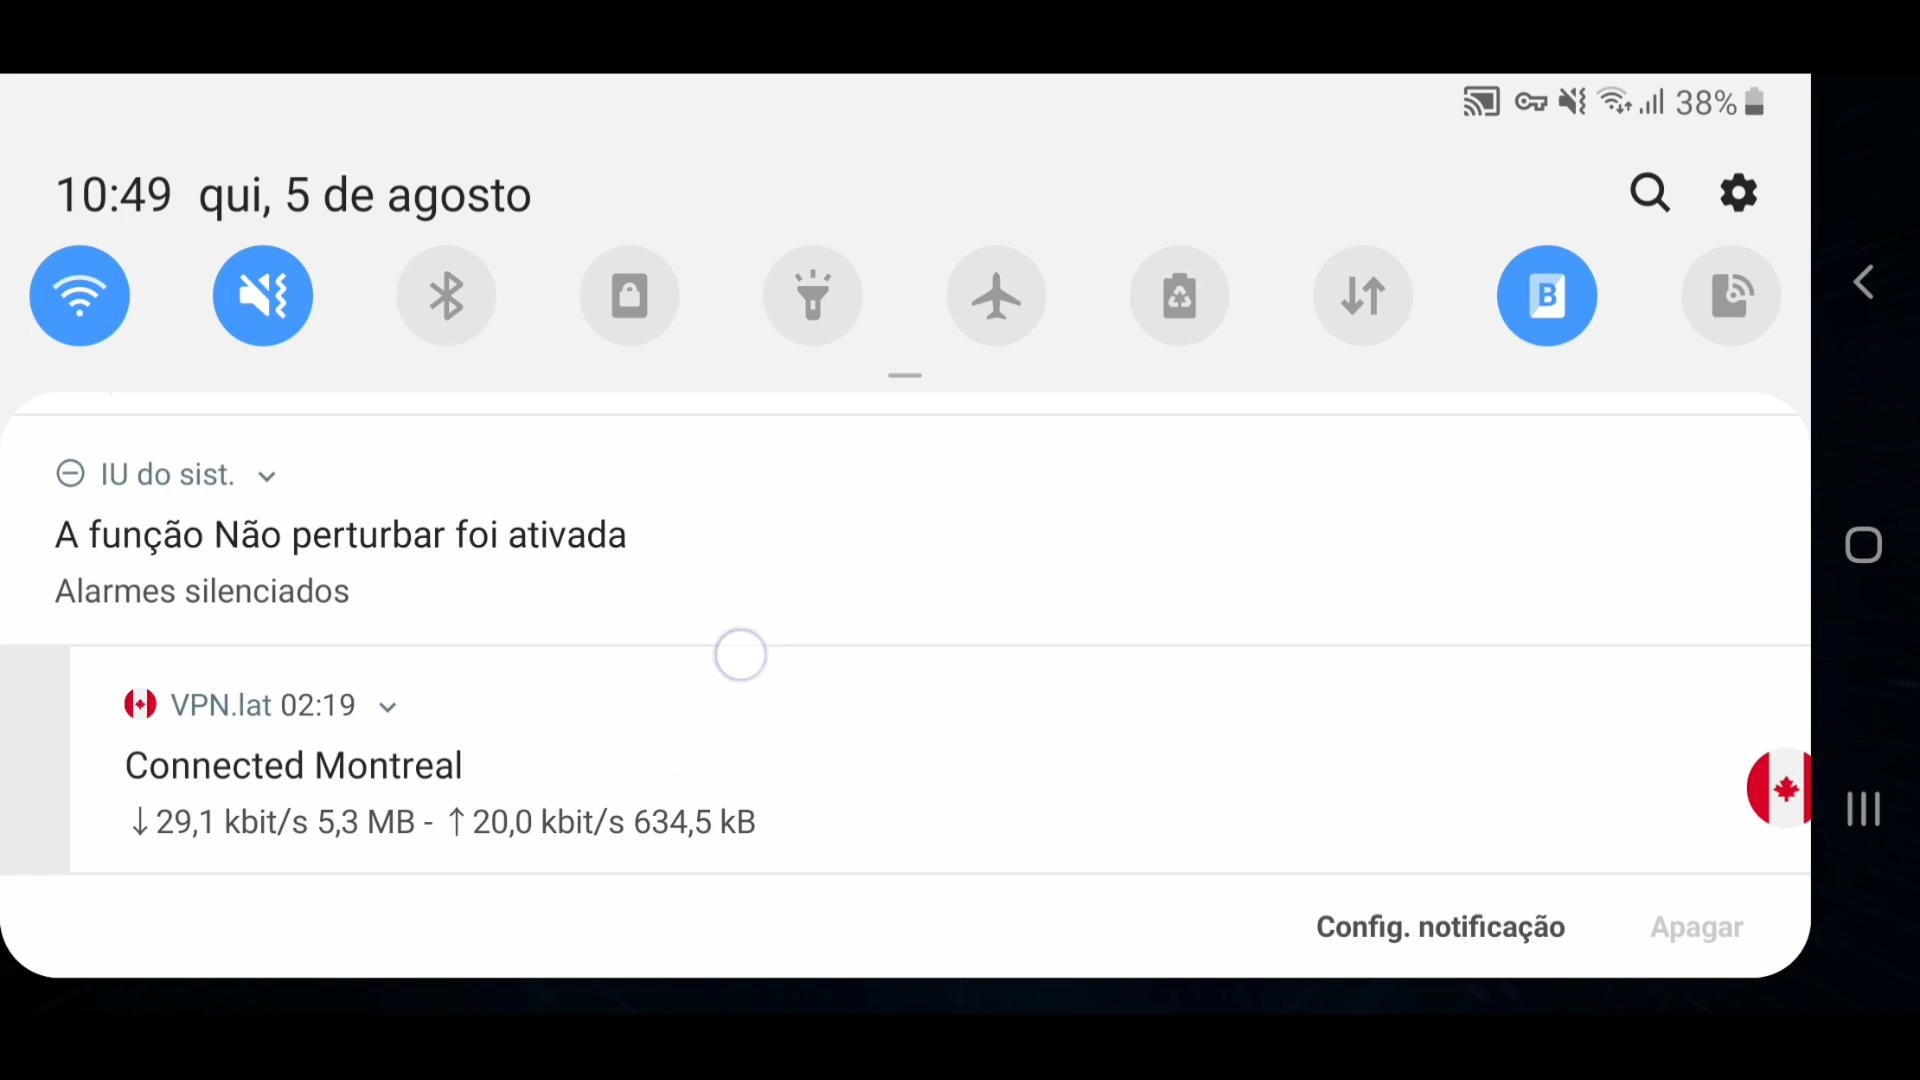 38%
10:49 qui, 5 de agosto
B
IU do sist.
A função Não perturbar foi ativada
Alarmes silenciados
VPN.lat 02:19
Connected Montreal
↓29,1 kbit/s 5,3 MB - ↑20,0 kbit/s 634,5 kB
Config. notificação Apagar